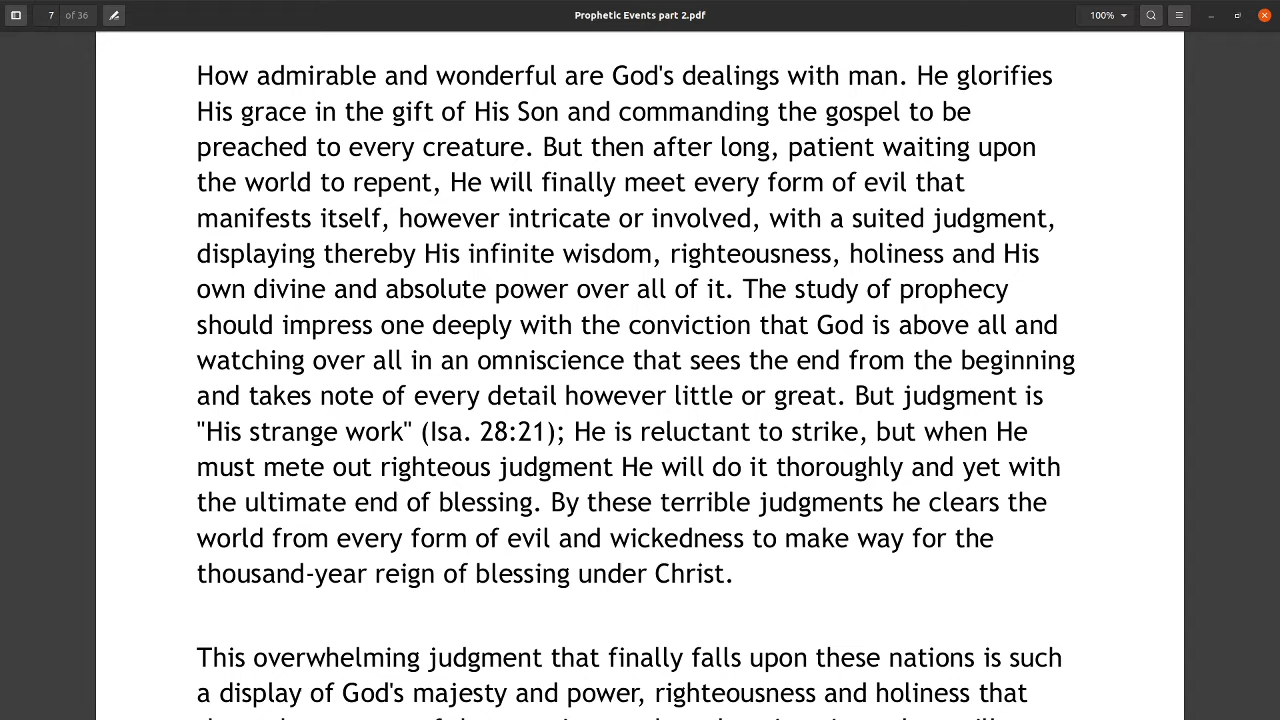 7 of 36
Prophetic Events part 2.pdf
100%
How admirable and wonderful are God's dealings with man. He glorifies
His grace in the gift of His Son and commanding the gospel to be
preached to every creature. But then after long, patient waiting upon
the world to repent, He will finally meet every form of evil that
manifests itself, however intricate or involved, with a suited judgment,
displaying thereby His infinite wisdom, righteousness, holiness and His
own divine and absolute power over all of it. The study of prophecy
should impress one deeply with the conviction that God is above all and
watching over all in an omniscience that sees the end from the beginning
and takes note of every detail however little or great. But judgment is
"His strange work" (Isa. 28:21); He is reluctant to strike, but when He
must mete out righteous judgment He will do it thoroughly and yet with
the ultimate end of blessing. By these terrible judgments he clears the
world from every form of evil and wickedness to make way for the
thousand-year reign of blessing under Christ.
This overwhelming judgment that finally falls upon these nations is such
a display of God's majesty and power, righteousness and holiness that